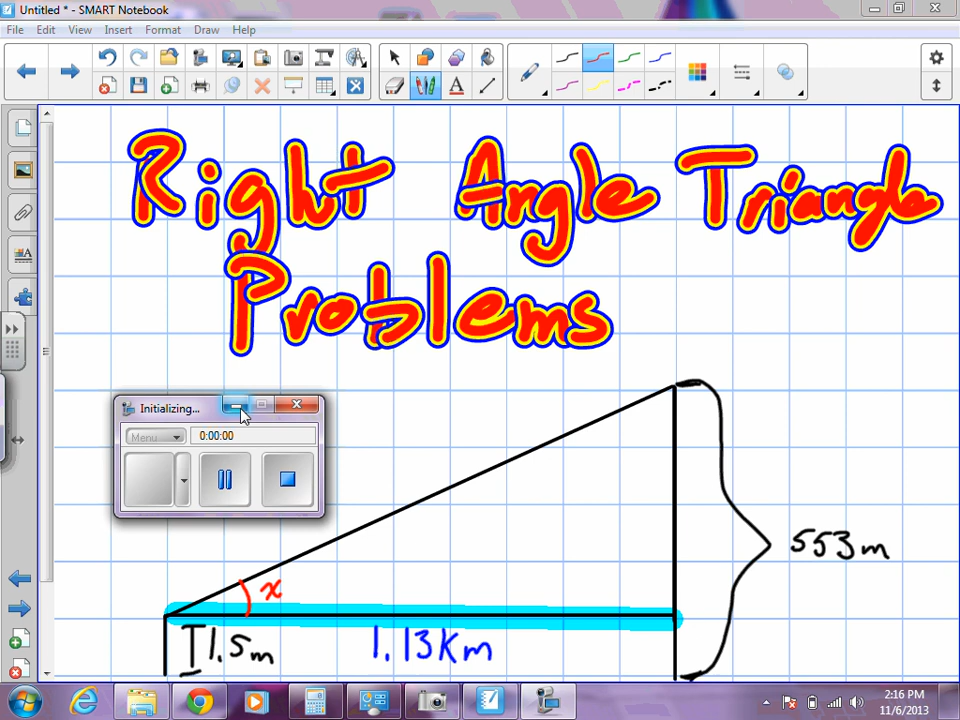 Untitled * - SMART Notebook
File Edit View Insert Format Draw Help
Right Angle Triangle
Problems
Initializing...
Menu
0:00:00
553m
x
1.5m
1.13Km
2:16 PM
11/6/2013